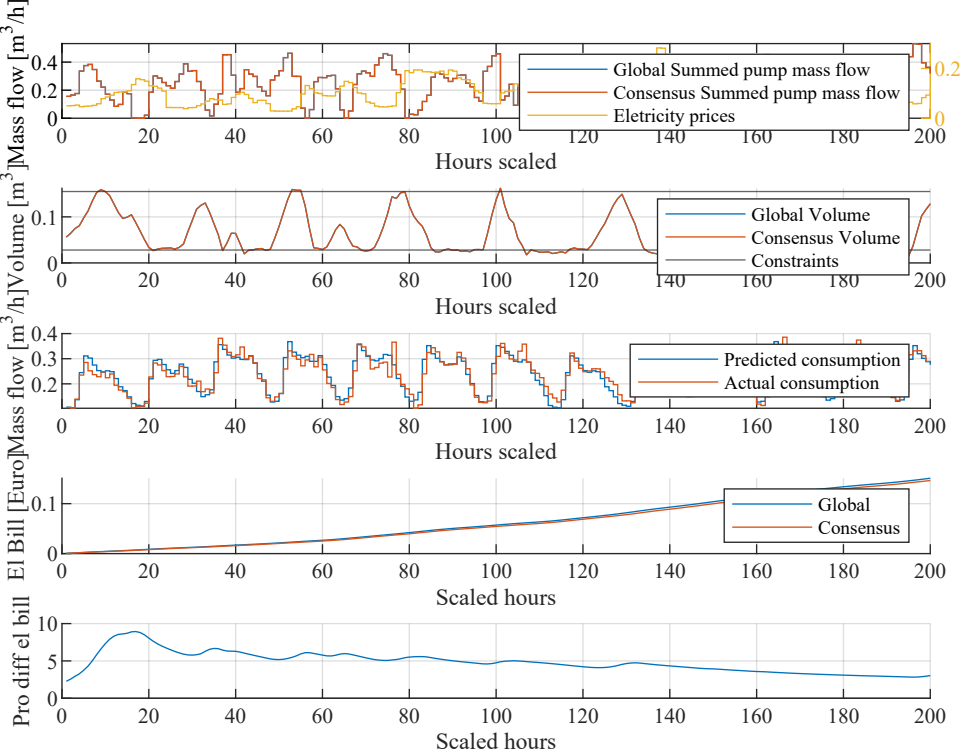 Mass flow [m³/h]
0.4
0.2
0
0.2
0
Global Summed pump mass flow
Consensus Summed pump mass flow
Eletricity prices
0 20 40 60 80 100 120 140 160 180 200
Hours scaled
Volume [m³]
0.1
0
Global Volume
Consensus Volume
Constraints
0 20 40 60 80 100 120 140 160 180 200
Hours scaled
Mass flow [m³/h]
0.4
0.3
0.2
Predicted consumption
Actual consumption
0 20 40 60 80 100 120 140 160 180 200
Hours scaled
El Bill [Euro]
0.1
0
Global
Consensus
0 20 40 60 80 100 120 140 160 180 200
Scaled hours
Pro diff el bill
10
5
0
0 20 40 60 80 100 120 140 160 180 200
Scaled hours